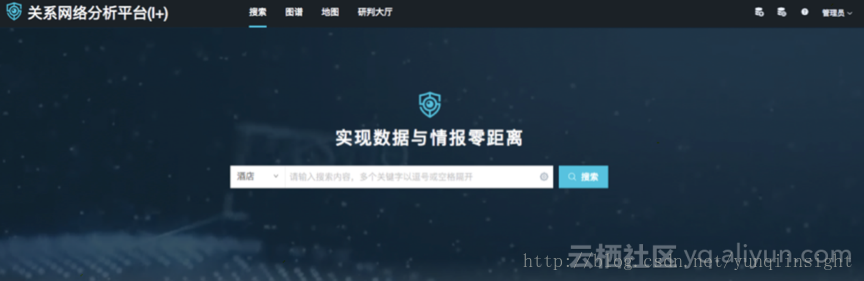 关系网络分析平台(I+)
搜索 图谱 地图 研判大厅 管理员
实现数据与情报零距离
酒店 请输入搜索内容，多个关键字以逗号或空格隔开 搜索
云栖社区 yq.aliyun.com
http://blog.csdn.net/yunqiinsight